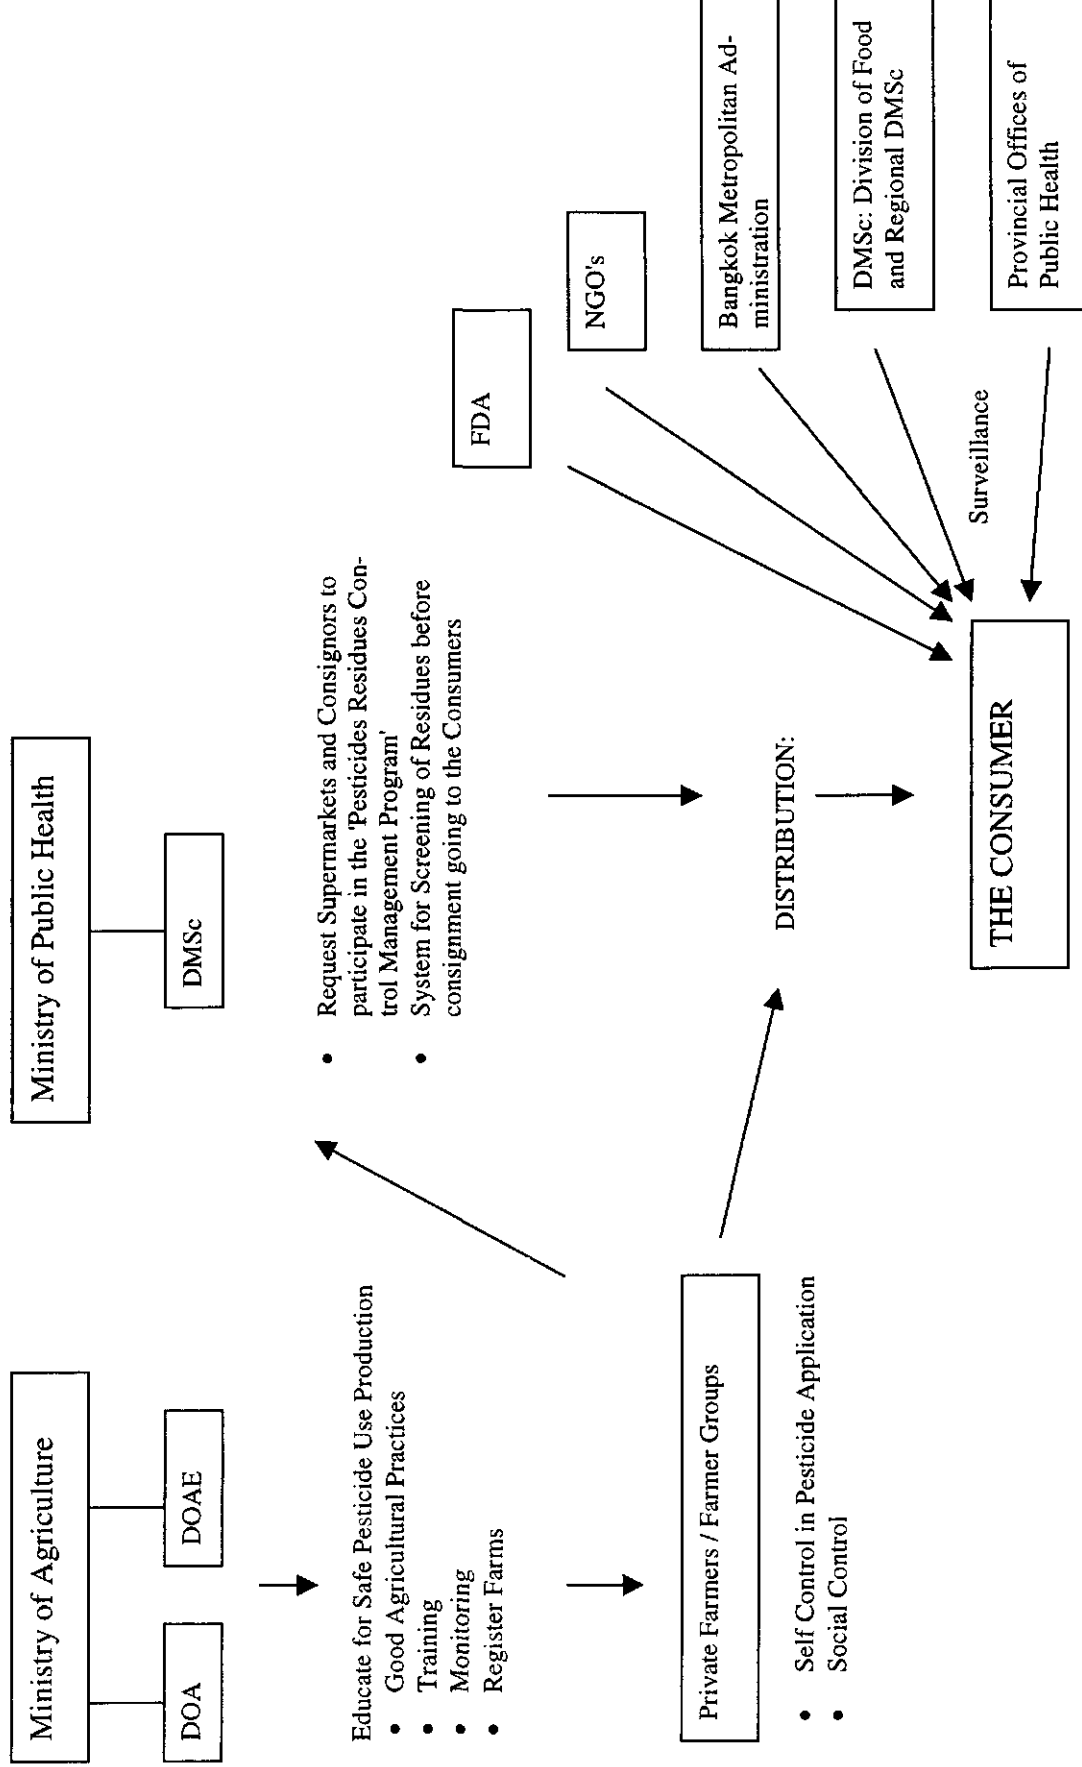 Ministry of Agriculture
DOA
DOAE
Educate for Safe Pesticide Use Production
• Good Agricultural Practices
• Training
• Monitoring
• Register Farms
Private Farmers / Farmer Groups
• Self Control in Pesticide Application
• Social Control
Ministry of Public Health
DMSc
• Request Supermarkets and Consignors to
participate in the 'Pesticides Residues Con-
trol Management Program'
• System for Screening of Residues before
consignment going to the Consumers
DISTRIBUTION:
THE CONSUMER
FDA
NGO's
Bangkok Metropolitan Ad-
ministration
DMSc: Division of Food
and Regional DMSc
Surveillance
Provincial Offices of
Public Health